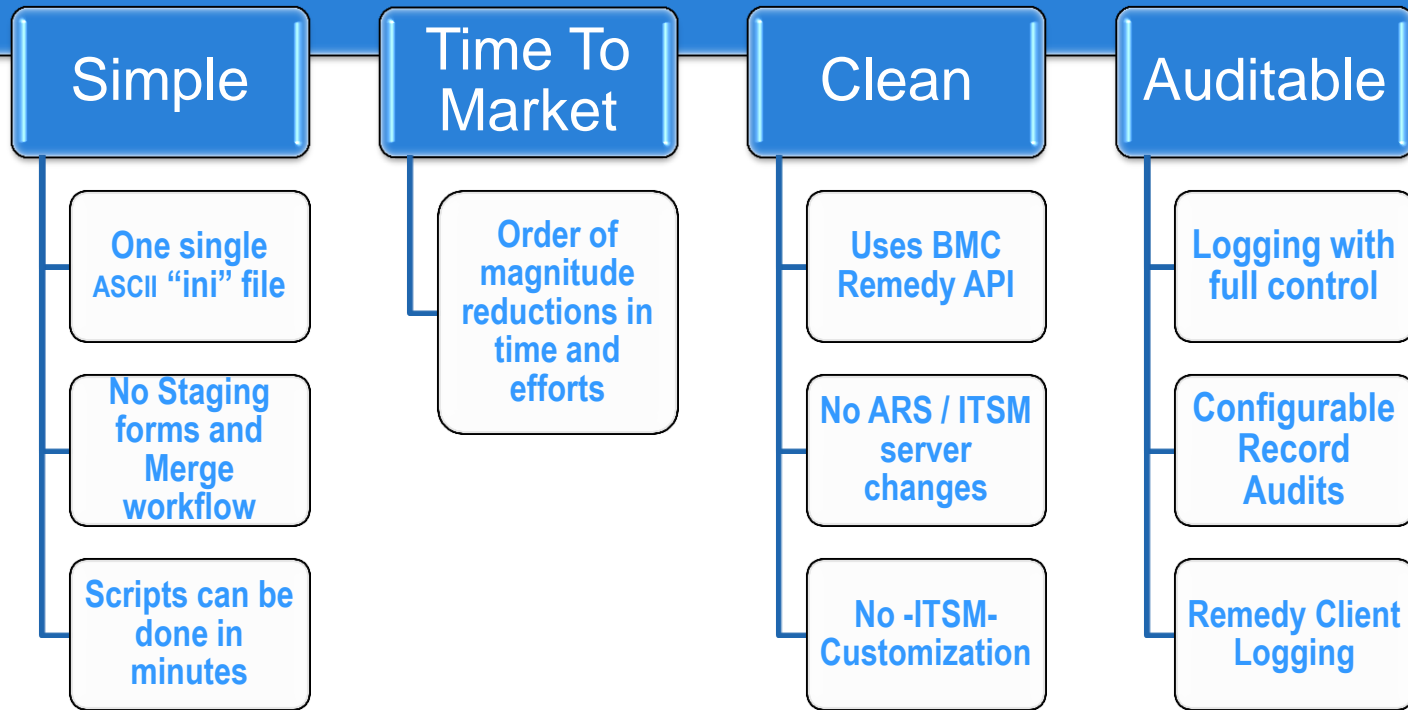 Simple
One single
ASCII “ini” file
No Staging
forms and
Merge
workflow
Scripts can be
done in
minutes
Time To
Market
Order of
magnitude
reductions in
time and
efforts
Clean
Uses BMC
Remedy API
No ARS / ITSM
server
changes
No -ITSM-
Customization
Auditable
Logging with
full control
Configurable
Record
Audits
Remedy Client
Logging